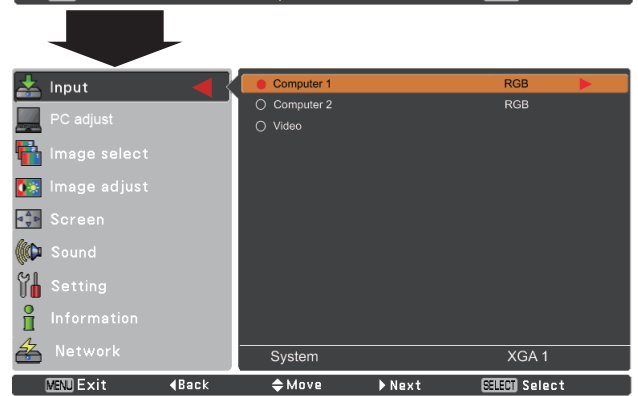 Input
PC adjust
Image select
Image adjust
Screen
Sound
Setting
Information
Network
Computer 1 RGB
Computer 2 RGB
Video
System XGA 1
MENU Exit Back Move Next SELECT Select